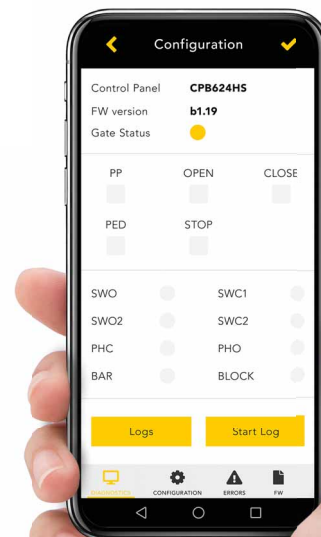 Configuration
Control Panel CPB624HS
FW version b1.19
Gate Status
PP OPEN CLOSE
PED STOP
SWO SWC1
SWO2 SWC2
PHC PHO
BAR BLOCK
Logs Start Log
DIAGNOSTICS CONFIGURATION ERRORS FW